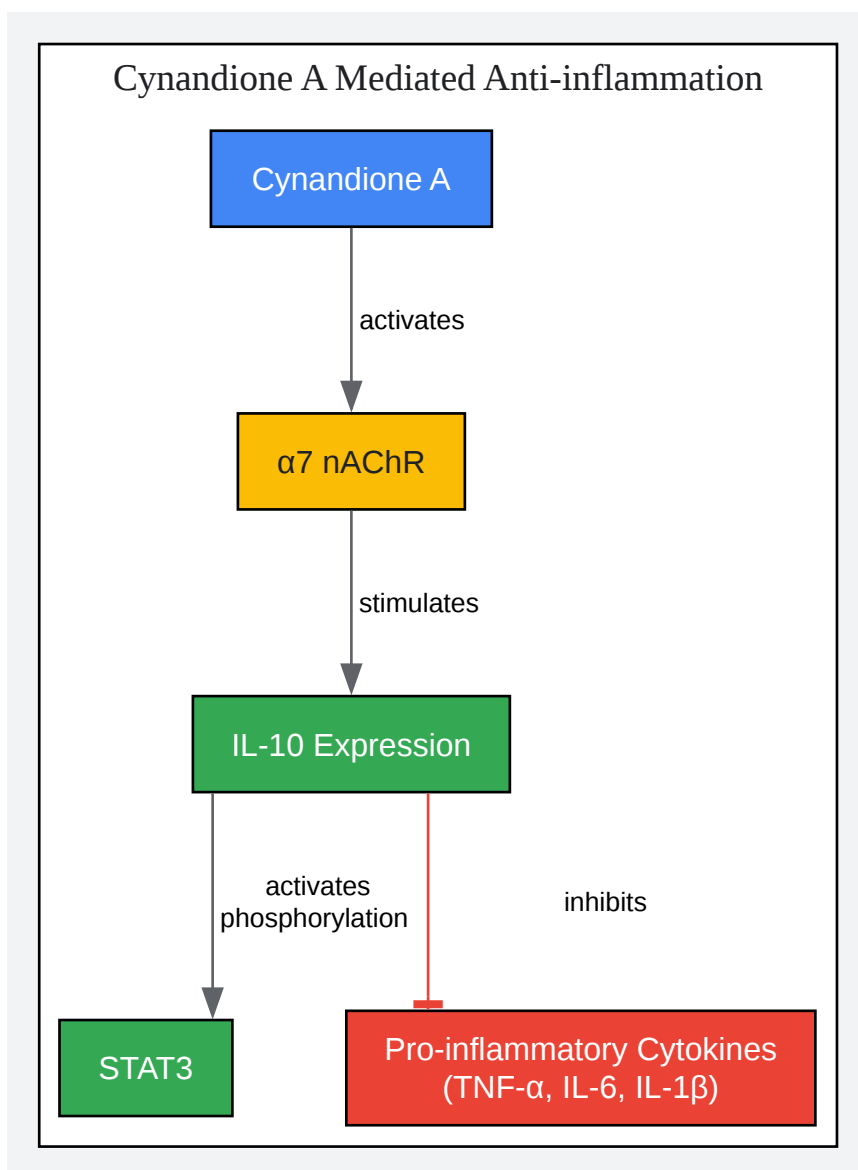 Cynandione A Mediated Anti-inflammation
Cynandione A
activates
α7 nAChR
stimulates
IL-10 Expression
activates
phosphorylation
inhibits
STAT3
Pro-inflammatory Cytokines
(TNF-α, IL-6, IL-1β)